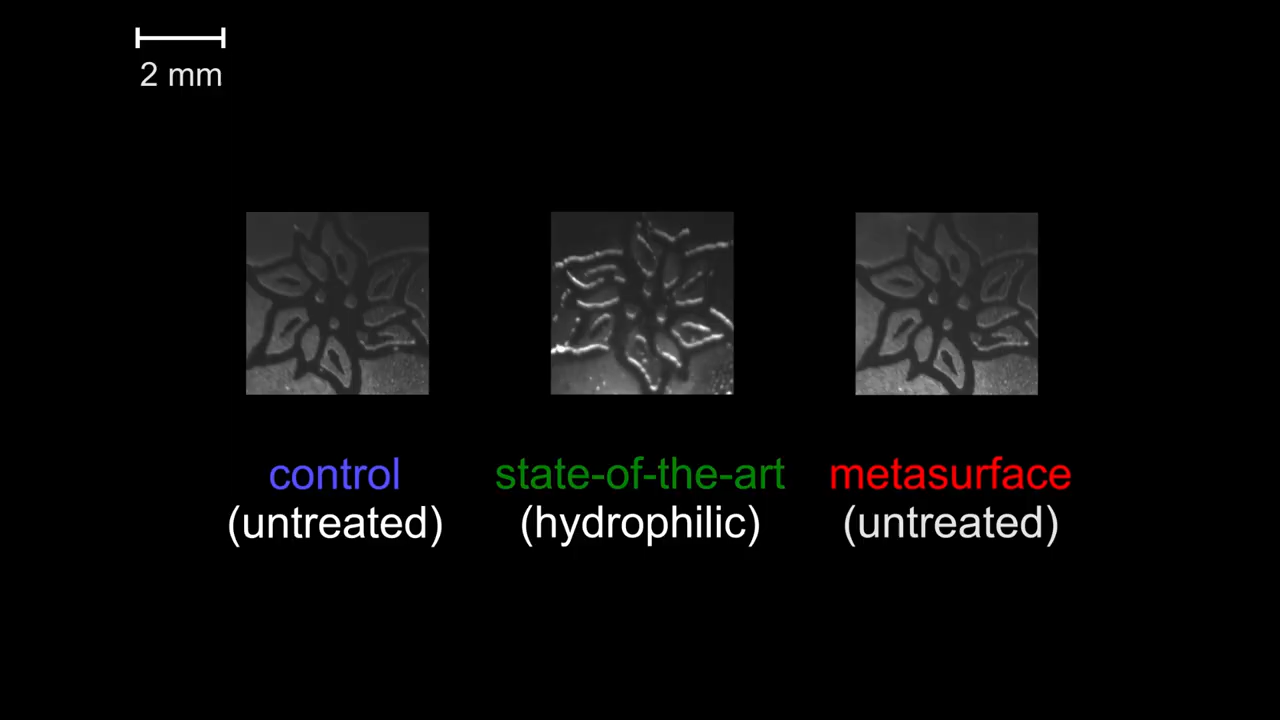 2 mm
control
state-of-the-art
metasurface
(untreated)
(hydrophilic)
(untreated)